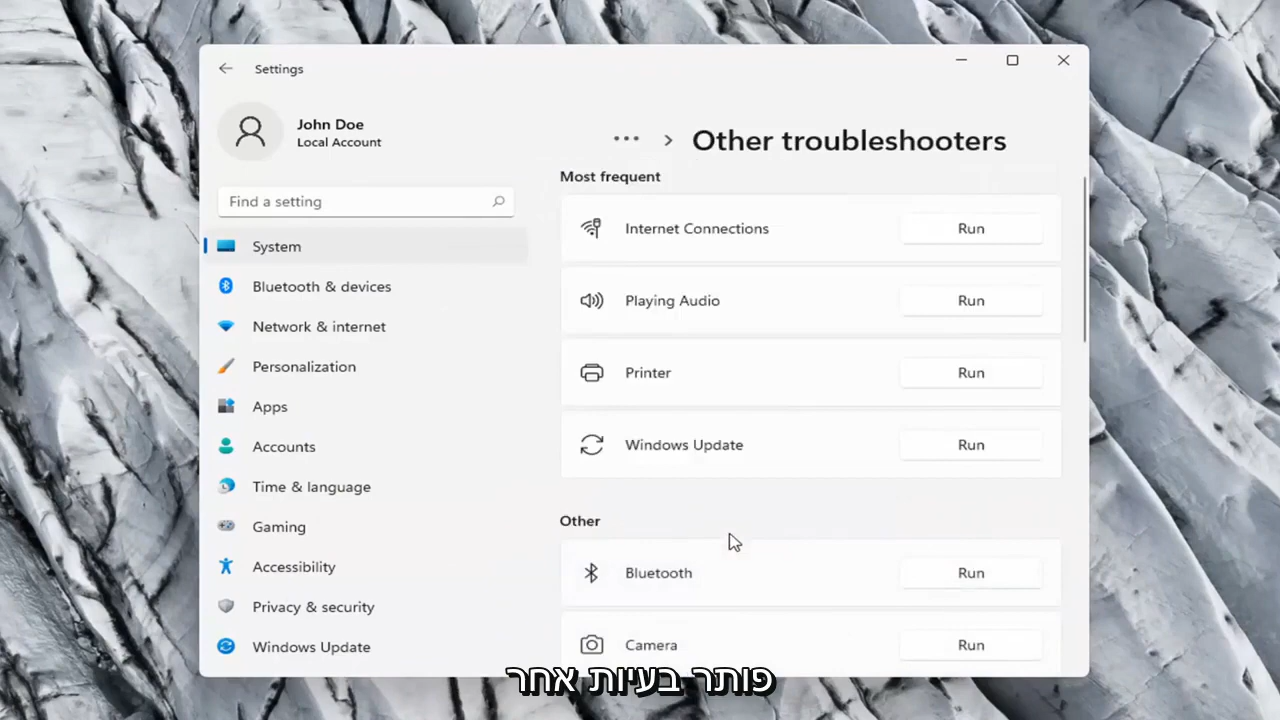 Settings
John Doe
Local Account
Find a setting
System
Bluetooth & devices
Network & internet
Personalization
Apps
Accounts
Time & language
Gaming
Accessibility
Privacy & security
Windows Update
... > Other troubleshooters
Most frequent
Internet Connections Run
Playing Audio Run
Printer Run
Windows Update Run
Other
Bluetooth Run
Camera Run
פותר בעיות אחר